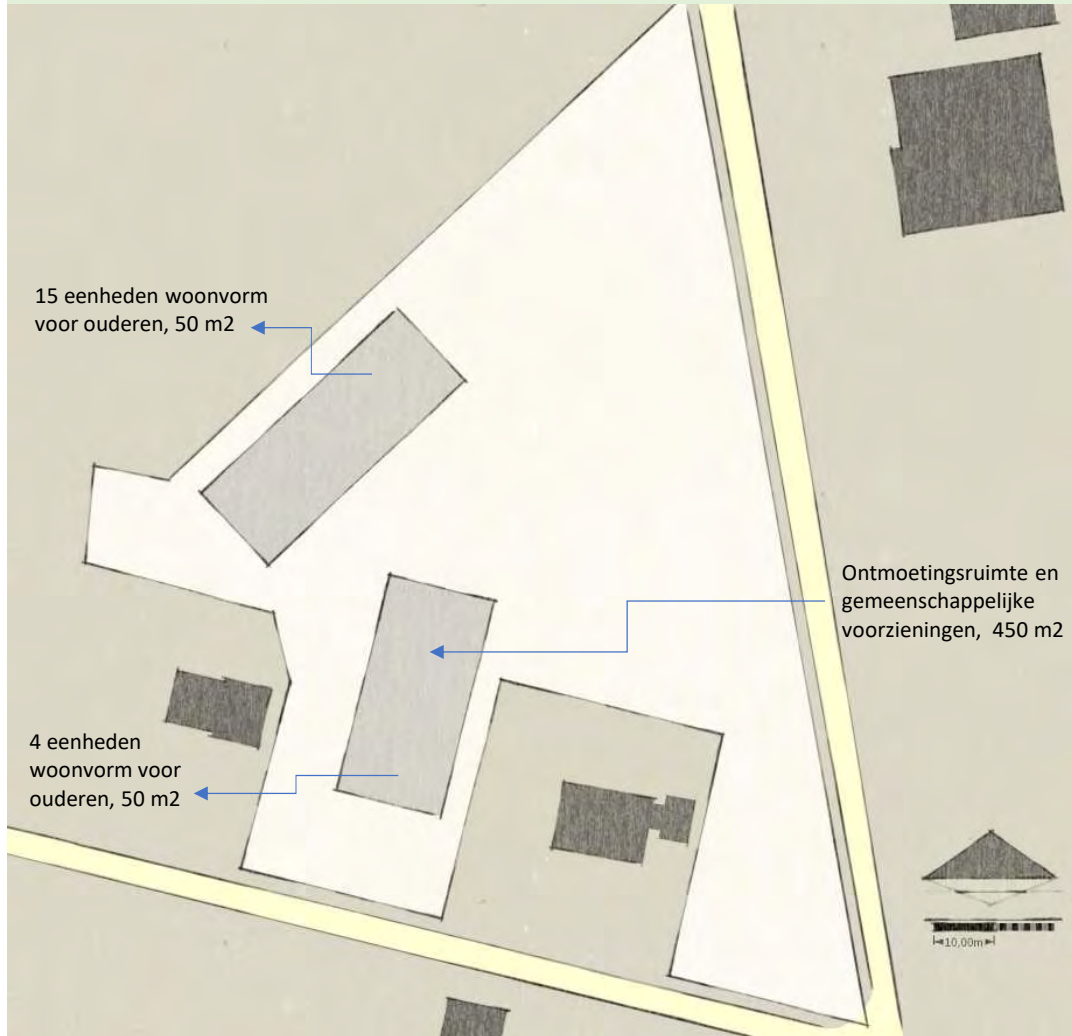 15 eenheden woonvorm
voor ouderen, 50 m2
Ontmoetingsruimte en
gemeenschappelijke
voorzieningen, 450 m2
4 eenheden
woonvorm voor
ouderen, 50 m2
10,00m